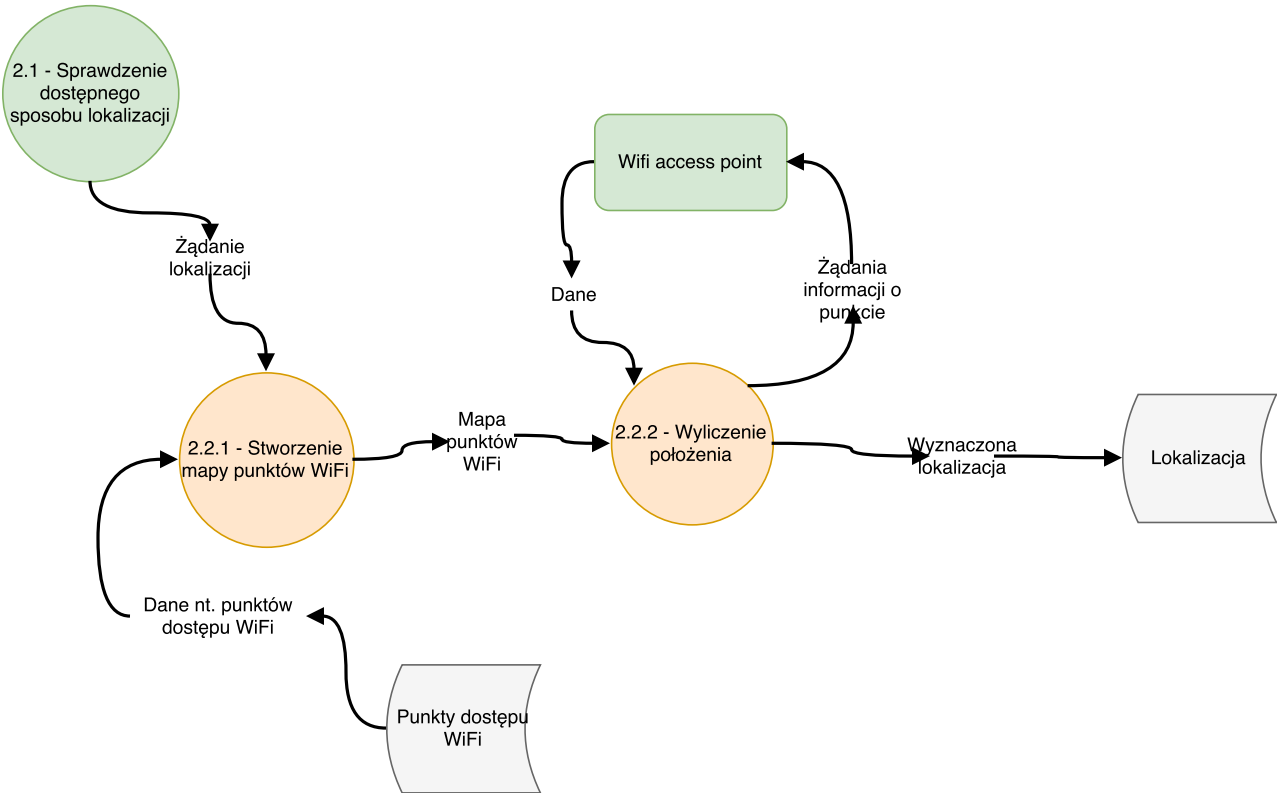 2.1 - Sprawdzenie
dostępnego
sposobu lokalizacji
Wifi access point
Żądanie
lokalizacji
Dane
Żądania
informacji o
punkcie
2.2.1 - Stworzenie
mapy punktów WiFi
Mapa
punktów
WiFi
2.2.2 - Wyliczenie
położenia
Wyznaczona
lokalizacja
Lokalizacja
Dane nt. punktów
dostępu WiFi
Punkty dostępu
WiFi